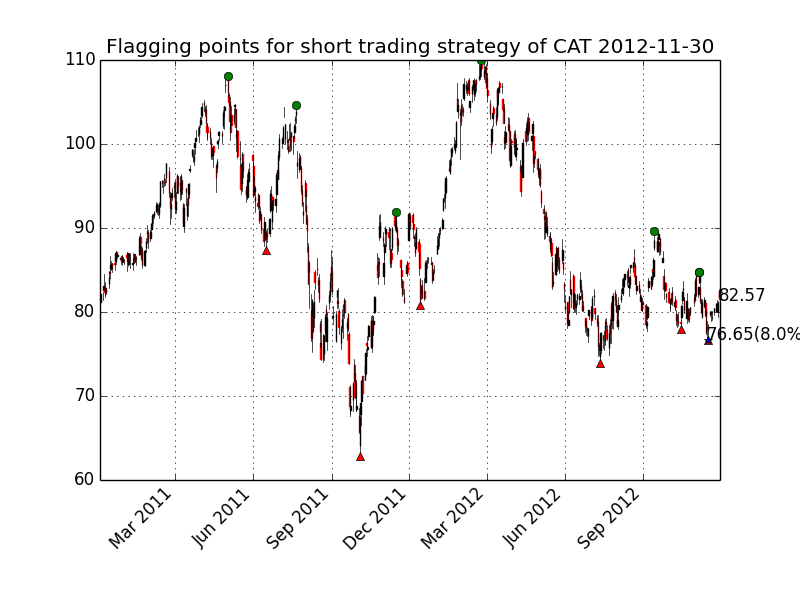 Flagging points for short trading strategy of CAT 2012-11-30
110
100
90
80
70
60
82.57
76.65(8.0%
Mar 2011
Jun 2011
Sep 2011
Dec 2011
Mar 2012
Jun 2012
Sep 2012